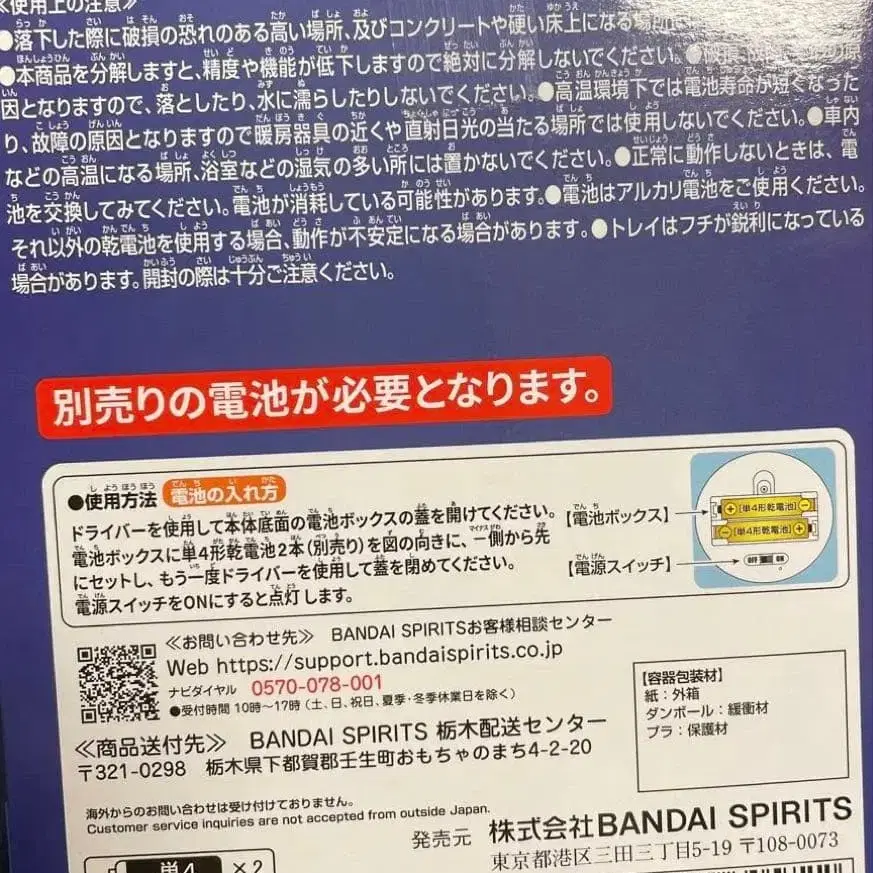 ≪使用上の注意≫
●落下した際に破損の恐れのある高い場所、及びコンクリートや硬い床上になる場所
●本商品を分解しますと、精度や機能が低下しますので絶対に分解しないでください。●破損、故障の原
因となりますので、落としたり、水に濡らしたりしないでください。●高温環境下では電池寿命が短くなった
り、故障の原因となりますので暖房器具の近くや直射日光の当たる場所では使用しないでください。●車内
などの高温になる場所、浴室などの湿気の多い所には置かないでください。●正常に動作しないときは、電
池を交換してみてください。電池が消耗している可能性があります。●電池はアルカリ電池をご使用ください。
それ以外の乾電池を使用する場合、動作が不安定になる場合があります。●トレイはフチが鋭利になっている
場合があります。開封の際は十分ご注意ください。
別売りの電池が必要となります。
●使用方法 電池の入れ方
ドライバーを使用して本体底面の電池ボックスの蓋を開けてください。
電池ボックスに単4形乾電池2本(別売り)を図の向きに、−側から先
にセットし、もう一度ドライバーを使用して蓋を閉めてください。
電源スイッチをONにすると点灯します。
【電池ボックス】
【電源スイッチ】
+ [単4形乾電池] −
− [単4形乾電池] +
OFF ON
≪お問い合わせ先≫ BANDAI SPIRITSお客様相談センター
Web https://support.bandaispirits.co.jp
ナビダイヤル 0570-078-001
●受付時間 10時〜17時 (土、日、祝日、夏季・冬季休業日を除く)
≪商品送付先≫ BANDAI SPIRITS 栃木配送センター
〒321-0298 栃木県下都賀郡壬生町おもちゃのまち4-2-20
【容器包装材】
紙：外箱
ダンボール：緩衝材
プラ：保護材
海外からのお問い合わせは受け付けておりません。
Customer service inquiries are not accepted from outside Japan.
発売元 株式会社BANDAI SPIRITS
東京都港区三田三丁目5-19 〒108-0073
単4 ×2